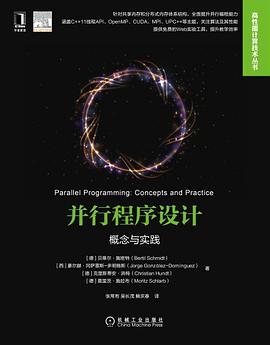 针对共享内存和分布式内存体系结构，全面提升并行编程能力
涵盖C++11线程API、OpenMP、CUDA、MPI、UPC++等主题，关注算法及其性能
提供免费的Web实验工具，提升教学效率
高性能计算技术丛书
Parallel Programming: Concepts and Practice
并行程序设计
概念与实践
[德] 贝蒂尔·施密特 (Bertil Schmidt)
[西] 豪尔赫·冈萨雷斯-多明格斯 (Jorge González-Domínguez)
[德] 克里斯蒂安·洪特 (Christian Hundt)
[德] 莫里茨·施拉布 (Moritz Schlarb)
著
张常有 吴长茂 解庆春 译
机械工业出版社
China Machine Press